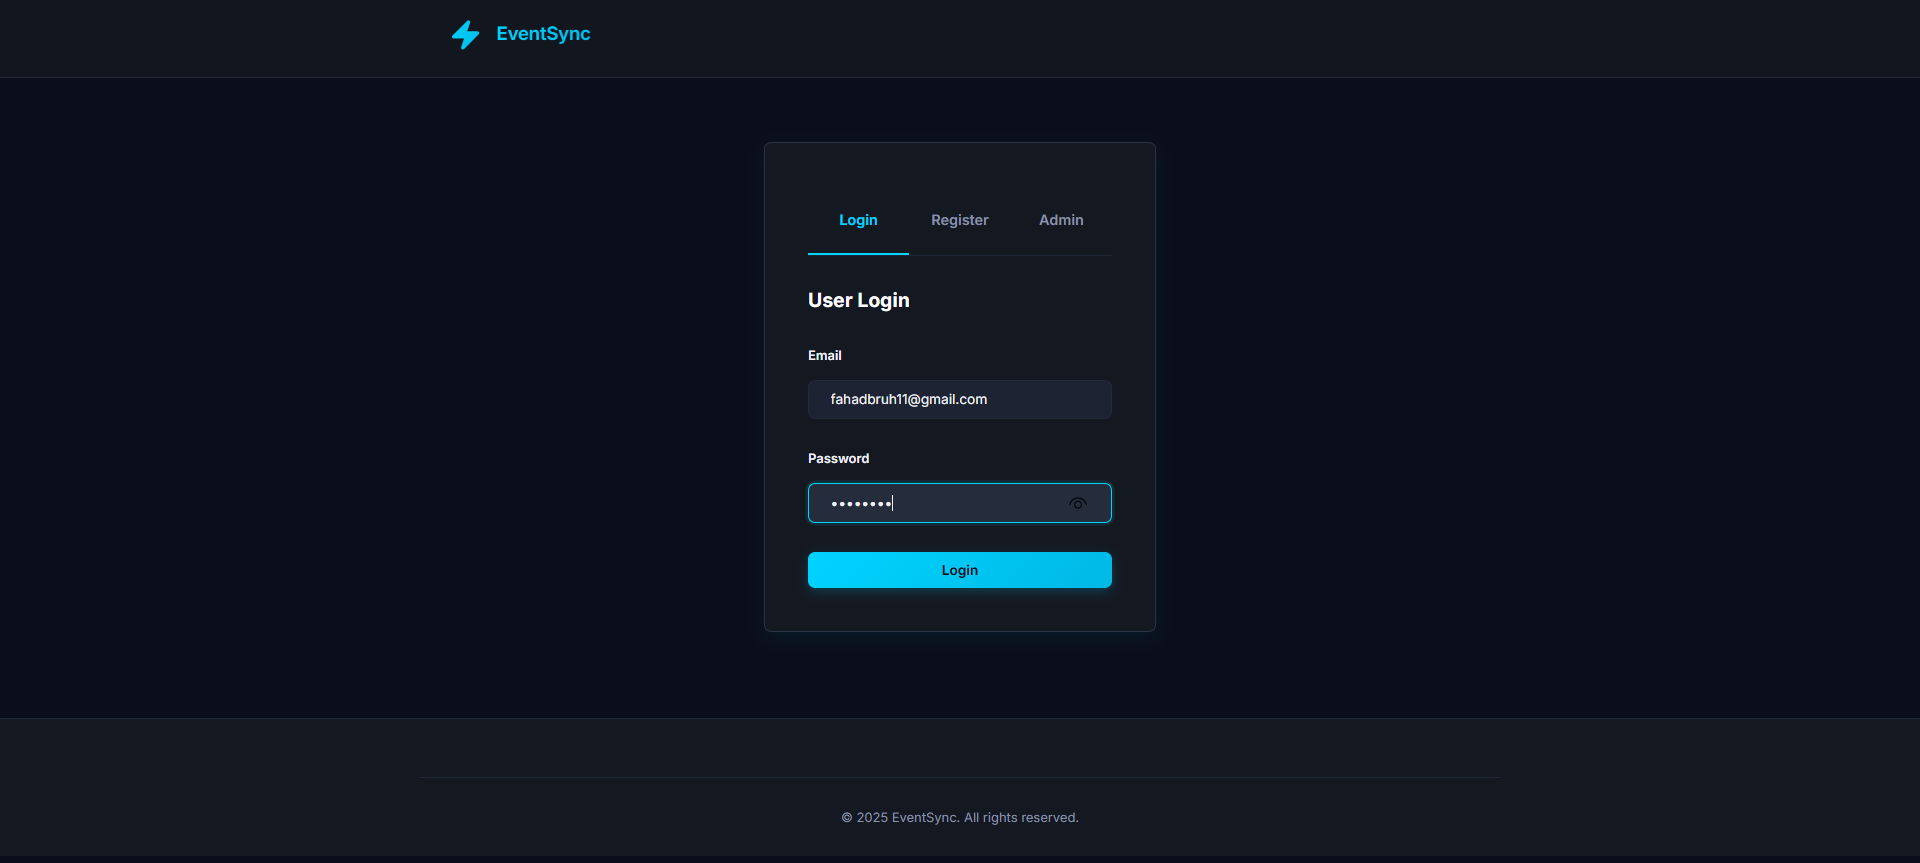 EventSync
Login Register Admin
User Login
Email
fahadbruh11@gmail.com
Password
••••••••
Login
© 2025 EventSync. All rights reserved.